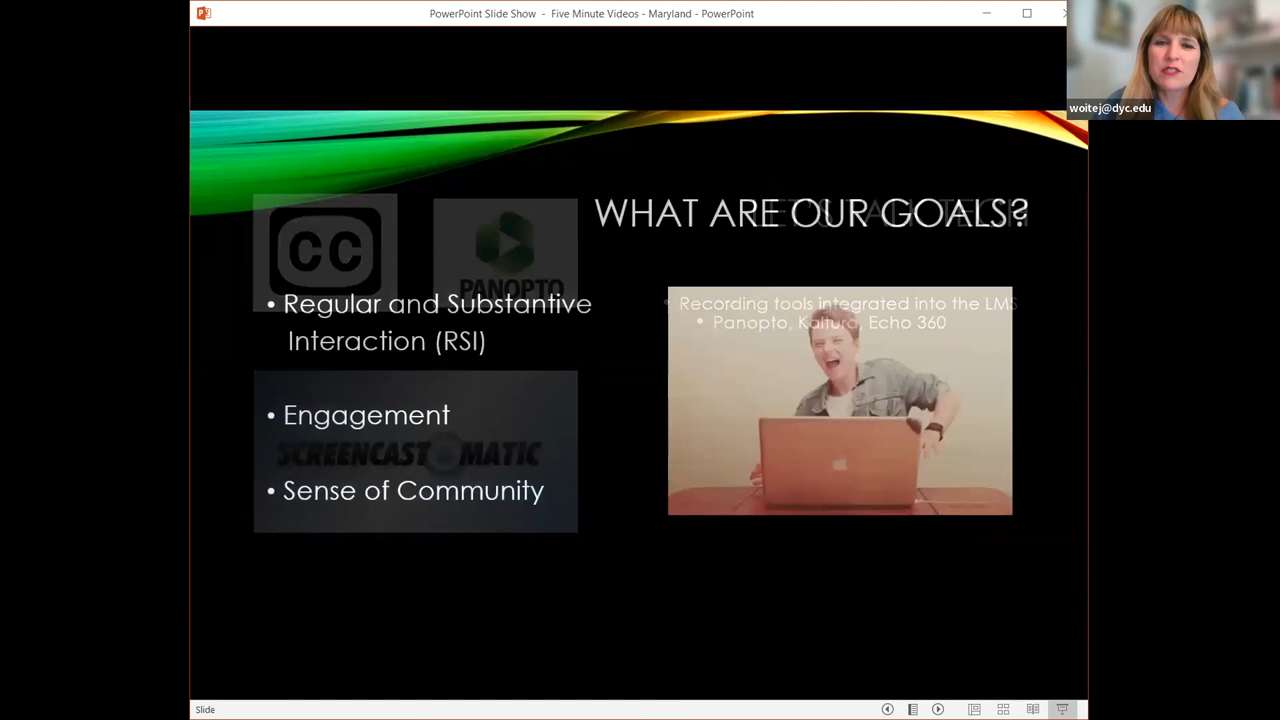 PowerPoint Slide Show - Five Minute Videos - Maryland - PowerPoint
woitej@dyc.edu
WHAT ARE OUR GOALS?
CC
PANOPTO
• Regular and Substantive
Interaction (RSI)
• Recording tools integrated into the LMS
• Panopto, Kaltura, Echo 360
• Engagement
SCREENCAST O MATIC
• Sense of Community
Slide